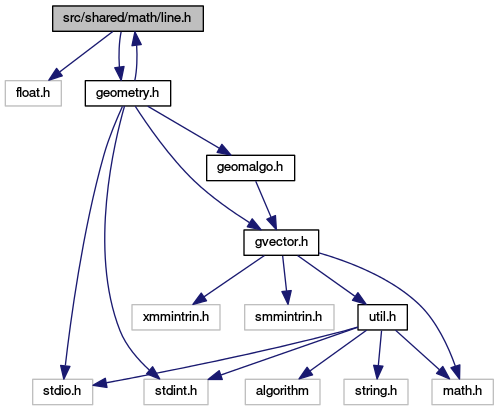 src/shared/math/line.h
float.h
geometry.h
geomalgo.h
gvector.h
xmmintrin.h
smmintrin.h
util.h
stdio.h
stdint.h
algorithm
string.h
math.h